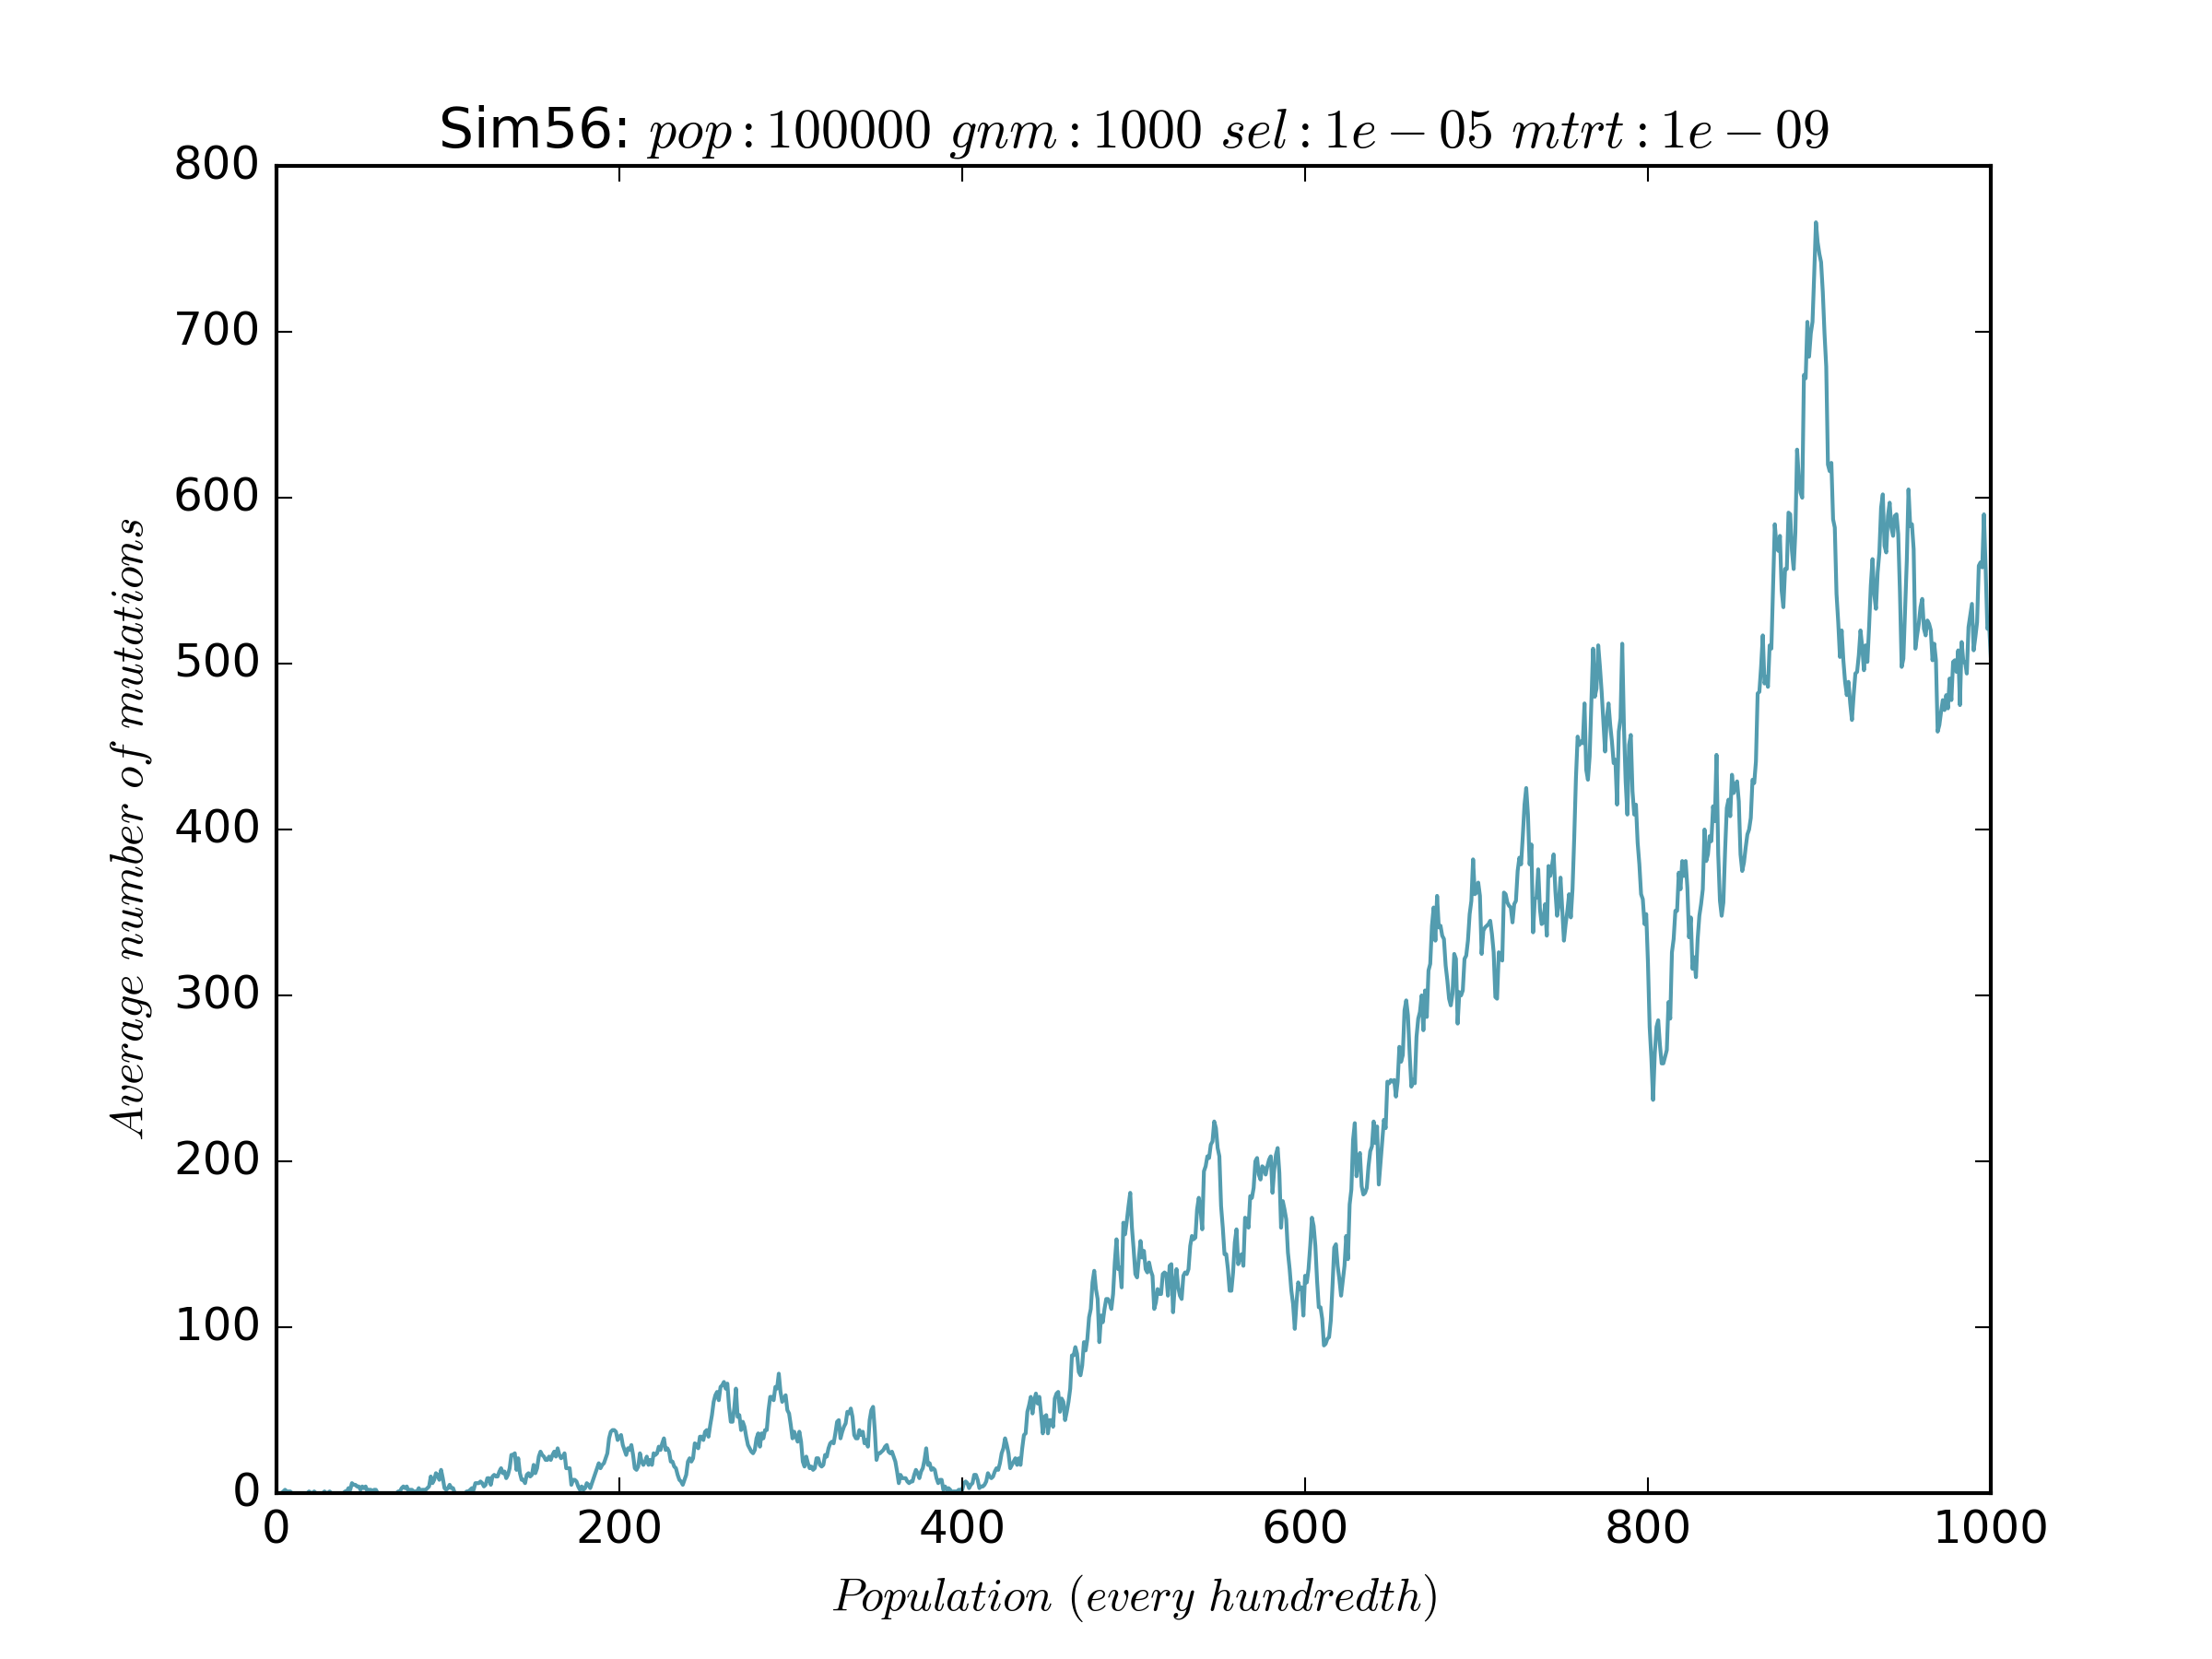 Sim56: pop : 100000 gnm : 1000 sel : 1e − 05 mtrt : 1e − 09
800
700
600
500
400
300
200
100
0
Average number of mutations
0 200 400 600 800 1000
Population (every hundredth)